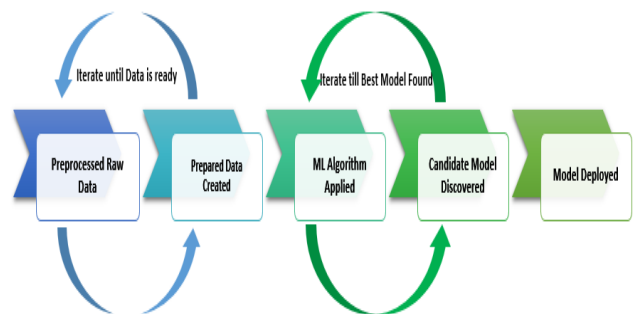 Iterate until Data is ready
Iterate till Best Model Found
Preprocessed Raw
Data
Prepared Data
Created
ML Algorithm
Applied
Candidate Model
Discovered
Model Deployed